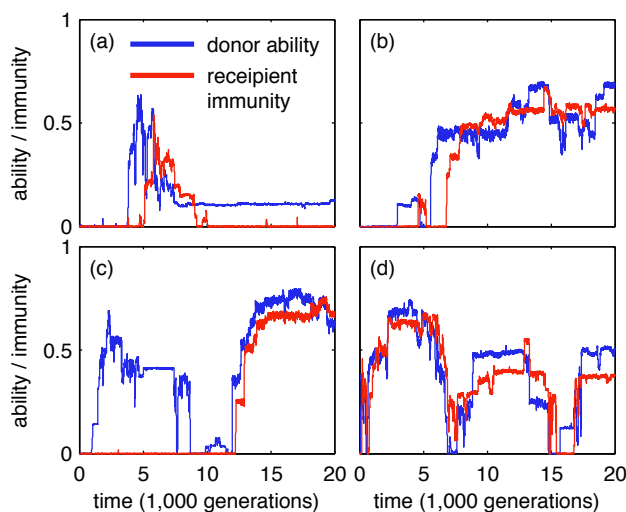 1
(a)
donor ability
receipient
immunity
0.5
0
ability / immunity
(b)
1
(c)
0.5
0
ability / immunity
0 5 10 15 20
time (1,000 generations)
(d)
0 5 10 15 20
time (1,000 generations)